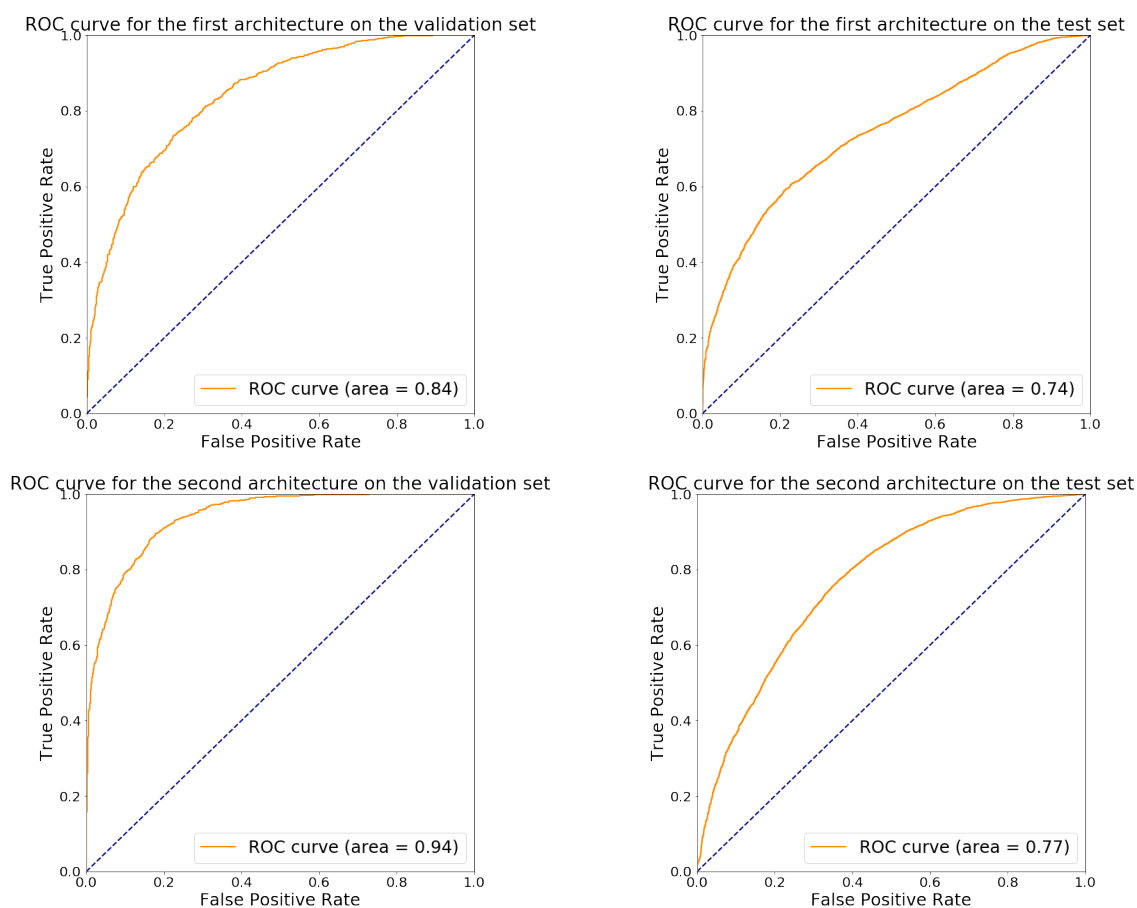 ROC curve for the first architecture on the validation set
1.0
0.8
0.6
0.4
0.2
0.0
True Positive Rate
ROC curve (area = 0.84)
0.0 0.2 0.4 0.6 0.8 1.0
False Positive Rate
ROC curve for the first architecture on the test set
1.0
0.8
0.6
0.4
0.2
0.0
True Positive Rate
ROC curve (area = 0.74)
0.0 0.2 0.4 0.6 0.8 1.0
False Positive Rate
ROC curve for the second architecture on the validation set
1.0
0.8
0.6
0.4
0.2
0.0
True Positive Rate
ROC curve (area = 0.94)
0.0 0.2 0.4 0.6 0.8 1.0
False Positive Rate
ROC curve for the second architecture on the test set
1.0
0.8
0.6
0.4
0.2
0.0
True Positive Rate
ROC curve (area = 0.77)
0.0 0.2 0.4 0.6 0.8 1.0
False Positive Rate